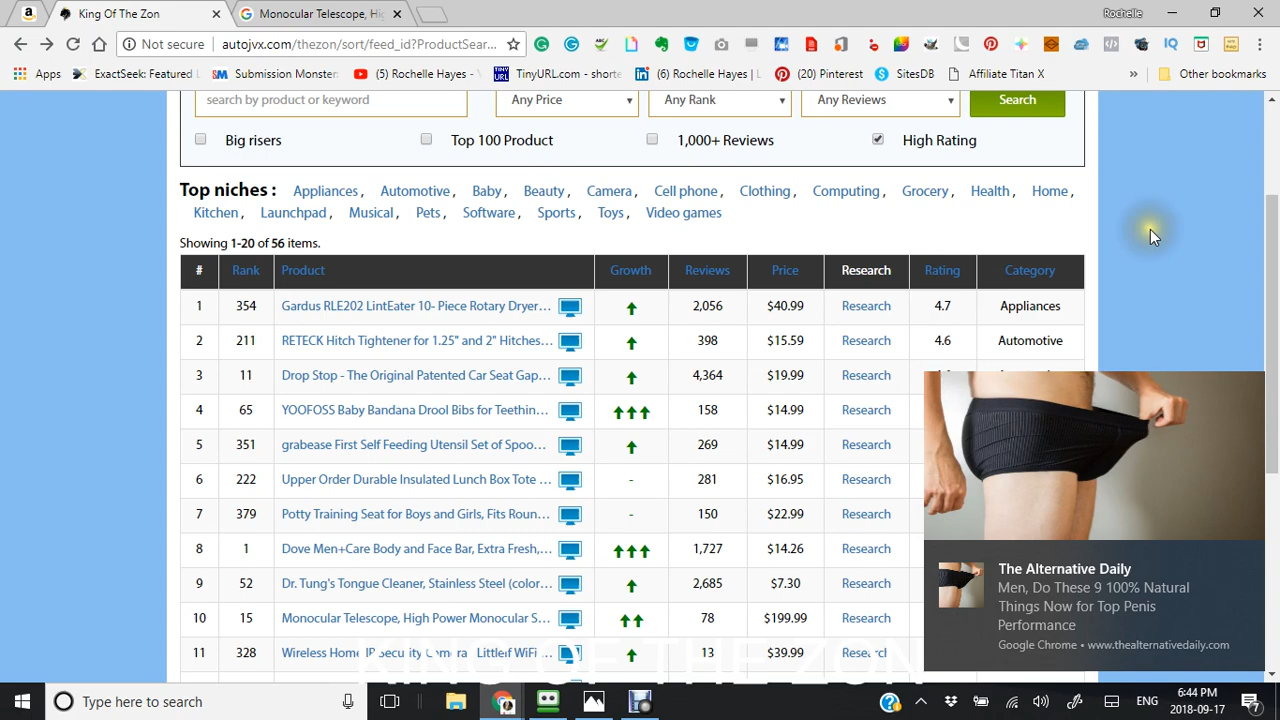 King Of The Zon
Monocular Telescope, Hi
Rochelle
Not secure
autojvx.com/thezon/sort/feed_id?ProductSear...
Apps
ExactSeek: Featured L
Submission Monster:
(5) Rochelle Hayes -
TinyURL.com - shorte
(6) Rochelle Hayes | L
(20) Pinterest
SitesDB
Affiliate Titan X
»
Other bookmarks
search by product or keyword
Any Price
Any Rank
Any Reviews
Search
Big risers
Top 100 Product
1,000+ Reviews
High Rating
Top niches : Appliances , Automotive , Baby , Beauty , Camera , Cell phone , Clothing , Computing , Grocery , Health , Home ,
Kitchen , Launchpad , Musical , Pets , Software , Sports , Toys , Video games
Showing 1-20 of 56 items.
# Rank Product Growth Reviews Price Research Rating Category
1 354 Gardus RLE202 LintEater 10- Piece Rotary Dryer... 2,056 $40.99 Research 4.7 Appliances
2 211 RETECK Hitch Tightener for 1.25" and 2" Hitches... 398 $15.59 Research 4.6 Automotive
3 11 Drop Stop - The Original Patented Car Seat Gap... 4,364 $19.99 Research
4 65 YOOFOSS Baby Bandana Drool Bibs for Teethin... 158 $14.99 Research
5 351 grabease First Self Feeding Utensil Set of Spoo... 269 $14.99 Research
6 222 Upper Order Durable Insulated Lunch Box Tote ... - 281 $16.95 Research
7 379 Potty Training Seat for Boys and Girls, Fits Roun... - 150 $22.99 Research
8 1 Dove Men+Care Body and Face Bar, Extra Fresh,... 1,727 $14.26 Research
9 52 Dr. Tung's Tongue Cleaner, Stainless Steel (color... 2,685 $7.30 Research
10 15 Monocular Telescope, High Power Monocular S... 78 $199.99 Research
11 328 Wireless Home IP Security Camera Littlelf WiFi ... 13 $39.99 Research
The Alternative Daily
Men, Do These 9 100% Natural
Things Now for Top Penis
Performance
Google Chrome • www.thealternativedaily.com
KING OF THE ZON
Type here to search
ENG
6:44 PM
2018-09-17
7